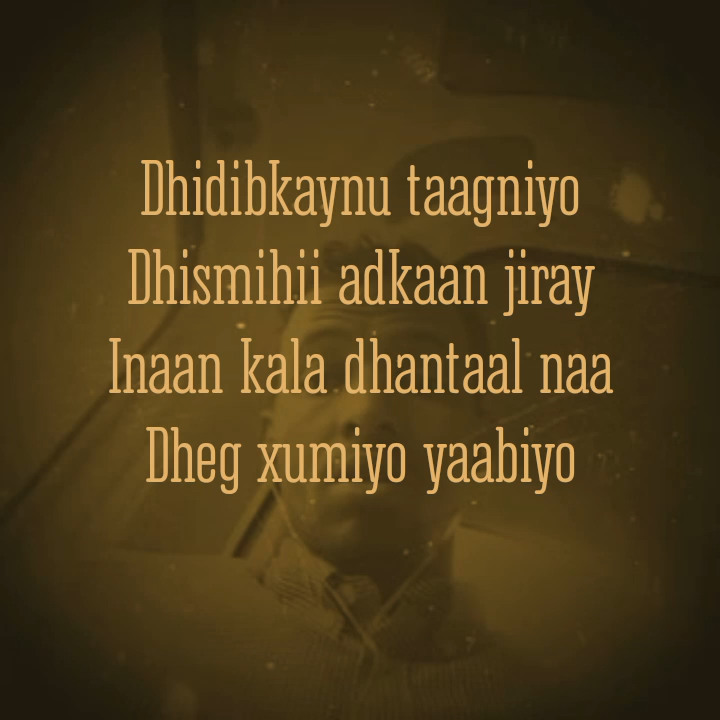 Dhidibkaynu taagniyo
Dhismihii adkaan jiray
Inaan kala dhantaal naa
Dheg xumiyo yaabiyo